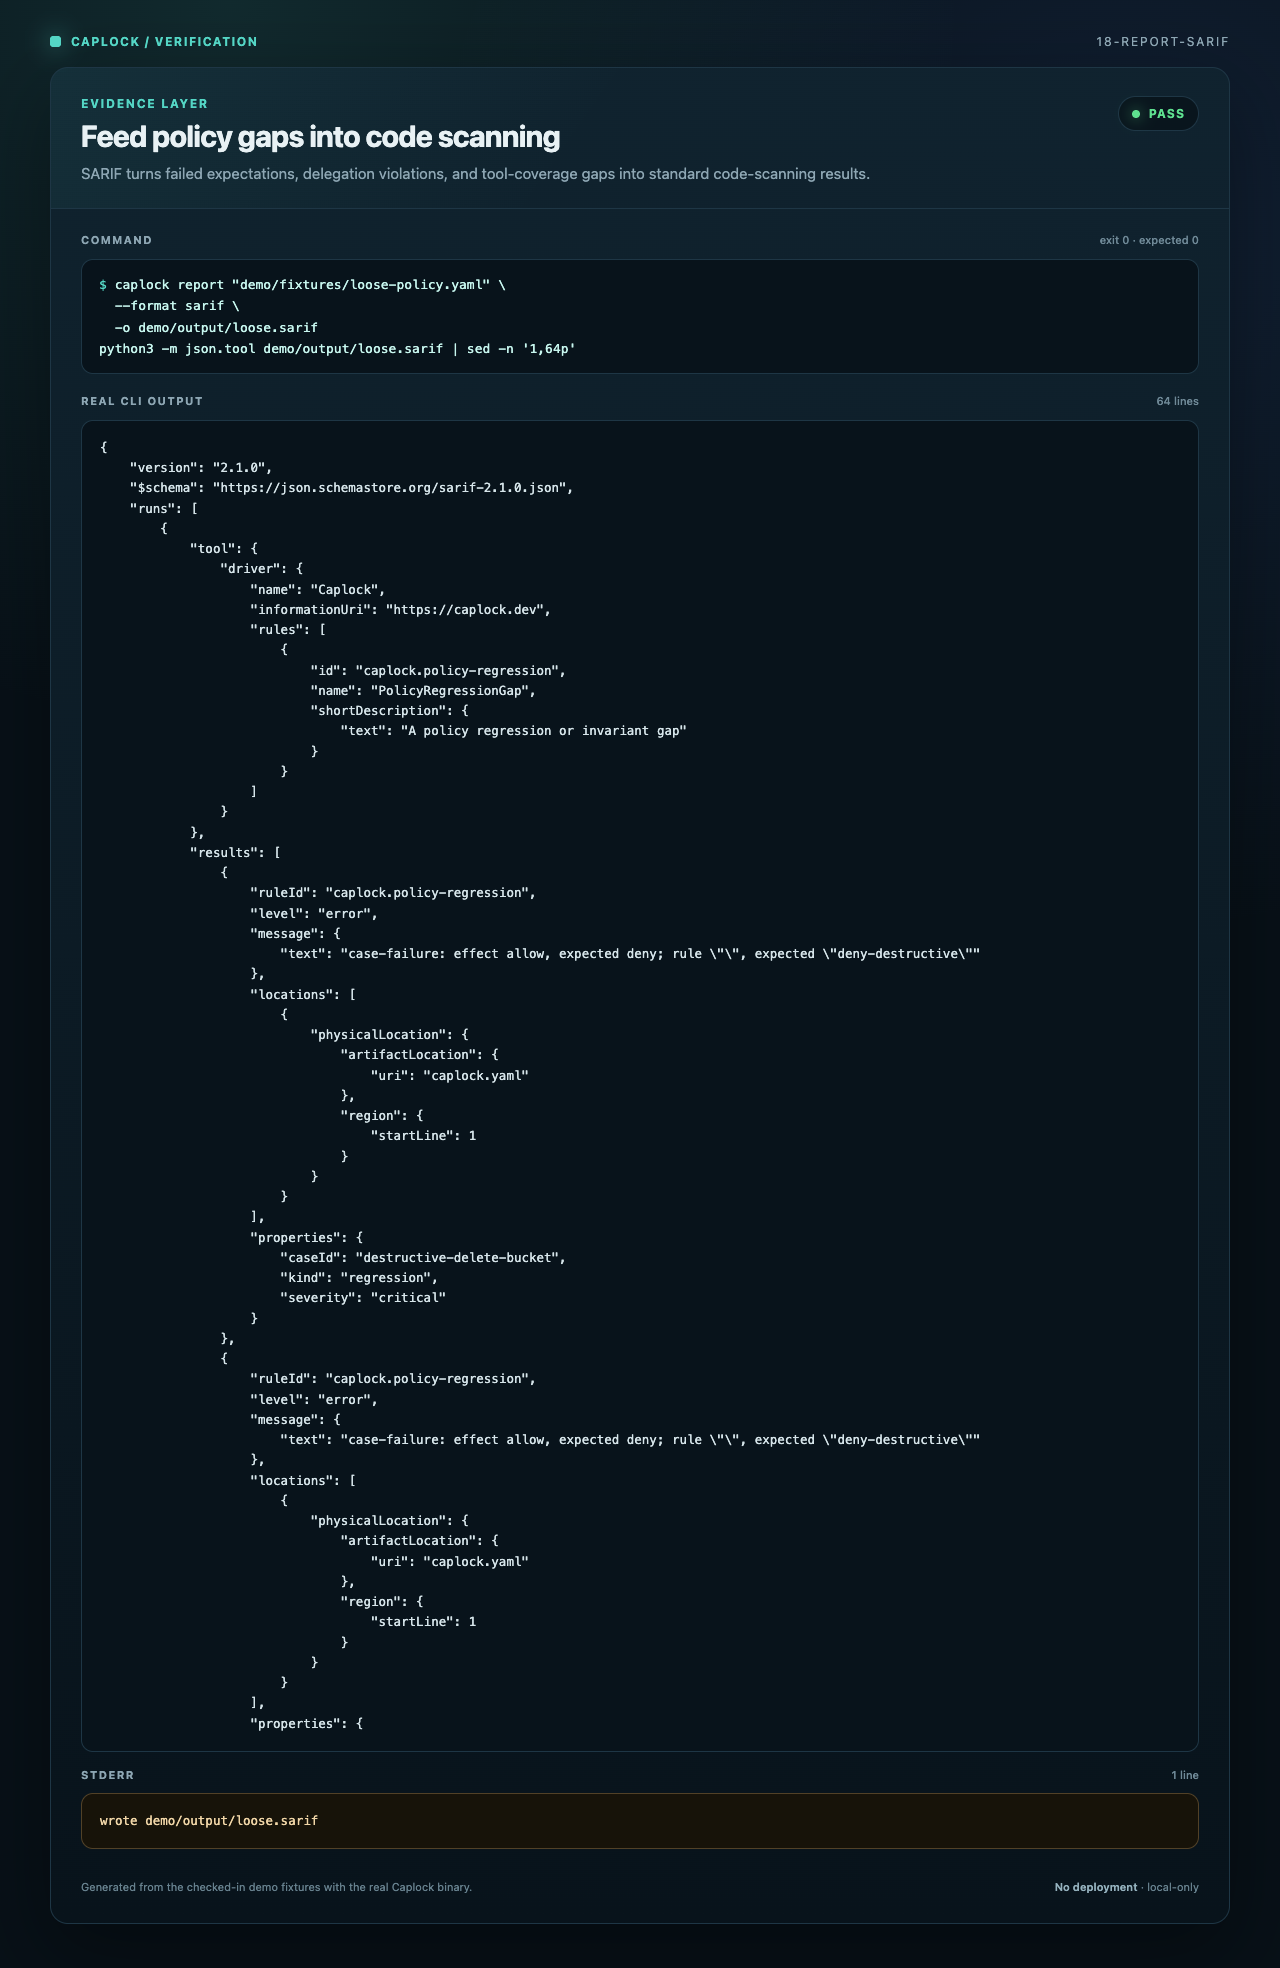 CAPLOCK / VERIFICATION
18-REPORT-SARIF
EVIDENCE LAYER
PASS
Feed policy gaps into code scanning
SARIF turns failed expectations, delegation violations, and tool-coverage gaps into standard code-scanning results.
COMMAND
exit 0 · expected 0
$ caplock report "demo/fixtures/loose-policy.yaml" \
  --format sarif \
  -o demo/output/loose.sarif
python3 -m json.tool demo/output/loose.sarif | sed -n '1,64p'
REAL CLI OUTPUT
64 lines
{
    "version": "2.1.0",
    "$schema": "https://json.schemastore.org/sarif-2.1.0.json",
    "runs": [
        {
            "tool": {
                "driver": {
                    "name": "Caplock",
                    "informationUri": "https://caplock.dev",
                    "rules": [
                        {
                            "id": "caplock.policy-regression",
                            "name": "PolicyRegressionGap",
                            "shortDescription": {
                                "text": "A policy regression or invariant gap"
                            }
                        }
                    ]
                }
            },
            "results": [
                {
                    "ruleId": "caplock.policy-regression",
                    "level": "error",
                    "message": {
                        "text": "case-failure: effect allow, expected deny; rule \"\", expected \"deny-destructive\""
                    },
                    "locations": [
                        {
                            "physicalLocation": {
                                "artifactLocation": {
                                    "uri": "caplock.yaml"
                                },
                                "region": {
                                    "startLine": 1
                                }
                            }
                        }
                    ],
                    "properties": {
                        "caseId": "destructive-delete-bucket",
                        "kind": "regression",
                        "severity": "critical"
                    }
                },
                {
                    "ruleId": "caplock.policy-regression",
                    "level": "error",
                    "message": {
                        "text": "case-failure: effect allow, expected deny; rule \"\", expected \"deny-destructive\""
                    },
                    "locations": [
                        {
                            "physicalLocation": {
                                "artifactLocation": {
                                    "uri": "caplock.yaml"
                                },
                                "region": {
                                    "startLine": 1
                                }
                            }
                        }
                    ],
                    "properties": {
STDERR
1 line
wrote demo/output/loose.sarif
Generated from the checked-in demo fixtures with the real Caplock binary.
No deployment · local-only